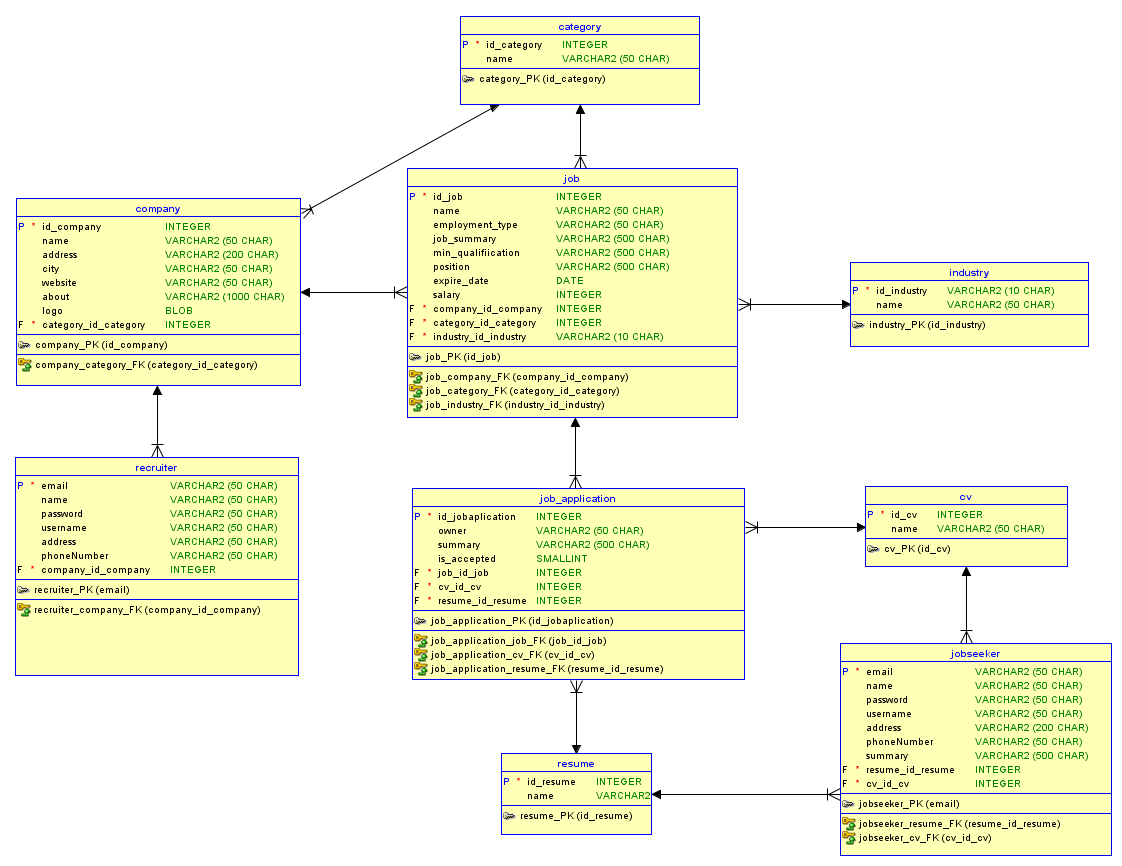 category
P * id_category INTEGER
name VARCHAR2 (50 CHAR)
category_PK (id_category)
job
P * id_job INTEGER
name VARCHAR2 (50 CHAR)
employment_type VARCHAR2 (50 CHAR)
job_summary VARCHAR2 (500 CHAR)
min_qualifiication VARCHAR2 (500 CHAR)
position VARCHAR2 (500 CHAR)
expire_date DATE
salary INTEGER
F * company_id_company INTEGER
F * category_id_category INTEGER
F * industry_id_industry VARCHAR2 (10 CHAR)
job_PK (id_job)
job_company_FK (company_id_company)
job_category_FK (category_id_category)
job_industry_FK (industry_id_industry)
company
P * id_company INTEGER
name VARCHAR2 (50 CHAR)
address VARCHAR2 (200 CHAR)
city VARCHAR2 (50 CHAR)
website VARCHAR2 (50 CHAR)
about VARCHAR2 (1000 CHAR)
logo BLOB
F * category_id_category INTEGER
company_PK (id_company)
company_category_FK (category_id_category)
industry
P * id_industry VARCHAR2 (10 CHAR)
name VARCHAR2 (50 CHAR)
industry_PK (id_industry)
recruiter
P * email VARCHAR2 (50 CHAR)
name VARCHAR2 (50 CHAR)
password VARCHAR2 (50 CHAR)
username VARCHAR2 (50 CHAR)
address VARCHAR2 (50 CHAR)
phoneNumber VARCHAR2 (50 CHAR)
F * company_id_company INTEGER
recruiter_PK (email)
recruiter_company_FK (company_id_company)
job_application
P * id_jobaplication INTEGER
owner VARCHAR2 (50 CHAR)
summary VARCHAR2 (500 CHAR)
is_accepted SMALLINT
F * job_id_job INTEGER
F * cv_id_cv INTEGER
F * resume_id_resume INTEGER
job_application_PK (id_jobaplication)
job_application_job_FK (job_id_job)
job_application_cv_FK (cv_id_cv)
job_application_resume_FK (resume_id_resume)
cv
P * id_cv INTEGER
name VARCHAR2 (50 CHAR)
cv_PK (id_cv)
jobseeker
P * email VARCHAR2 (50 CHAR)
name VARCHAR2 (50 CHAR)
password VARCHAR2 (50 CHAR)
username VARCHAR2 (50 CHAR)
address VARCHAR2 (200 CHAR)
phoneNumber VARCHAR2 (50 CHAR)
summary VARCHAR2 (500 CHAR)
F * resume_id_resume INTEGER
F * cv_id_cv INTEGER
jobseeker_PK (email)
jobseeker_resume_FK (resume_id_resume)
jobseeker_cv_FK (cv_id_cv)
resume
P * id_resume INTEGER
name VARCHAR2
resume_PK (id_resume)